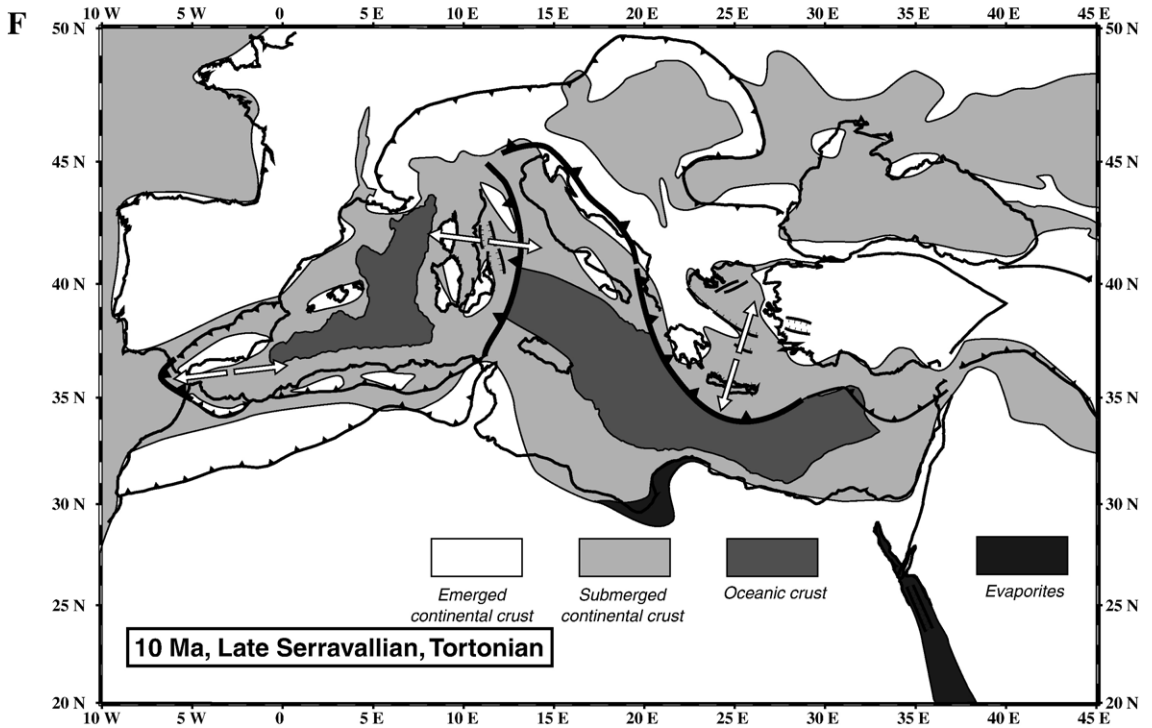 F
10 W 5 W 0 5 E 10 E 15 E 20 E 25 E 30 E 35 E 40 E 45 E
50 N 50 N
45 N 45 N
40 N 40 N
35 N 35 N
30 N 30 N
Emerged
continental crust
Submerged
continental crust
Oceanic crust
Evaporites
25 N 25 N
10 Ma, Late Serravallian, Tortonian
20 N 20 N
10 W 5 W 0 5 E 10 E 15 E 20 E 25 E 30 E 35 E 40 E 45 E